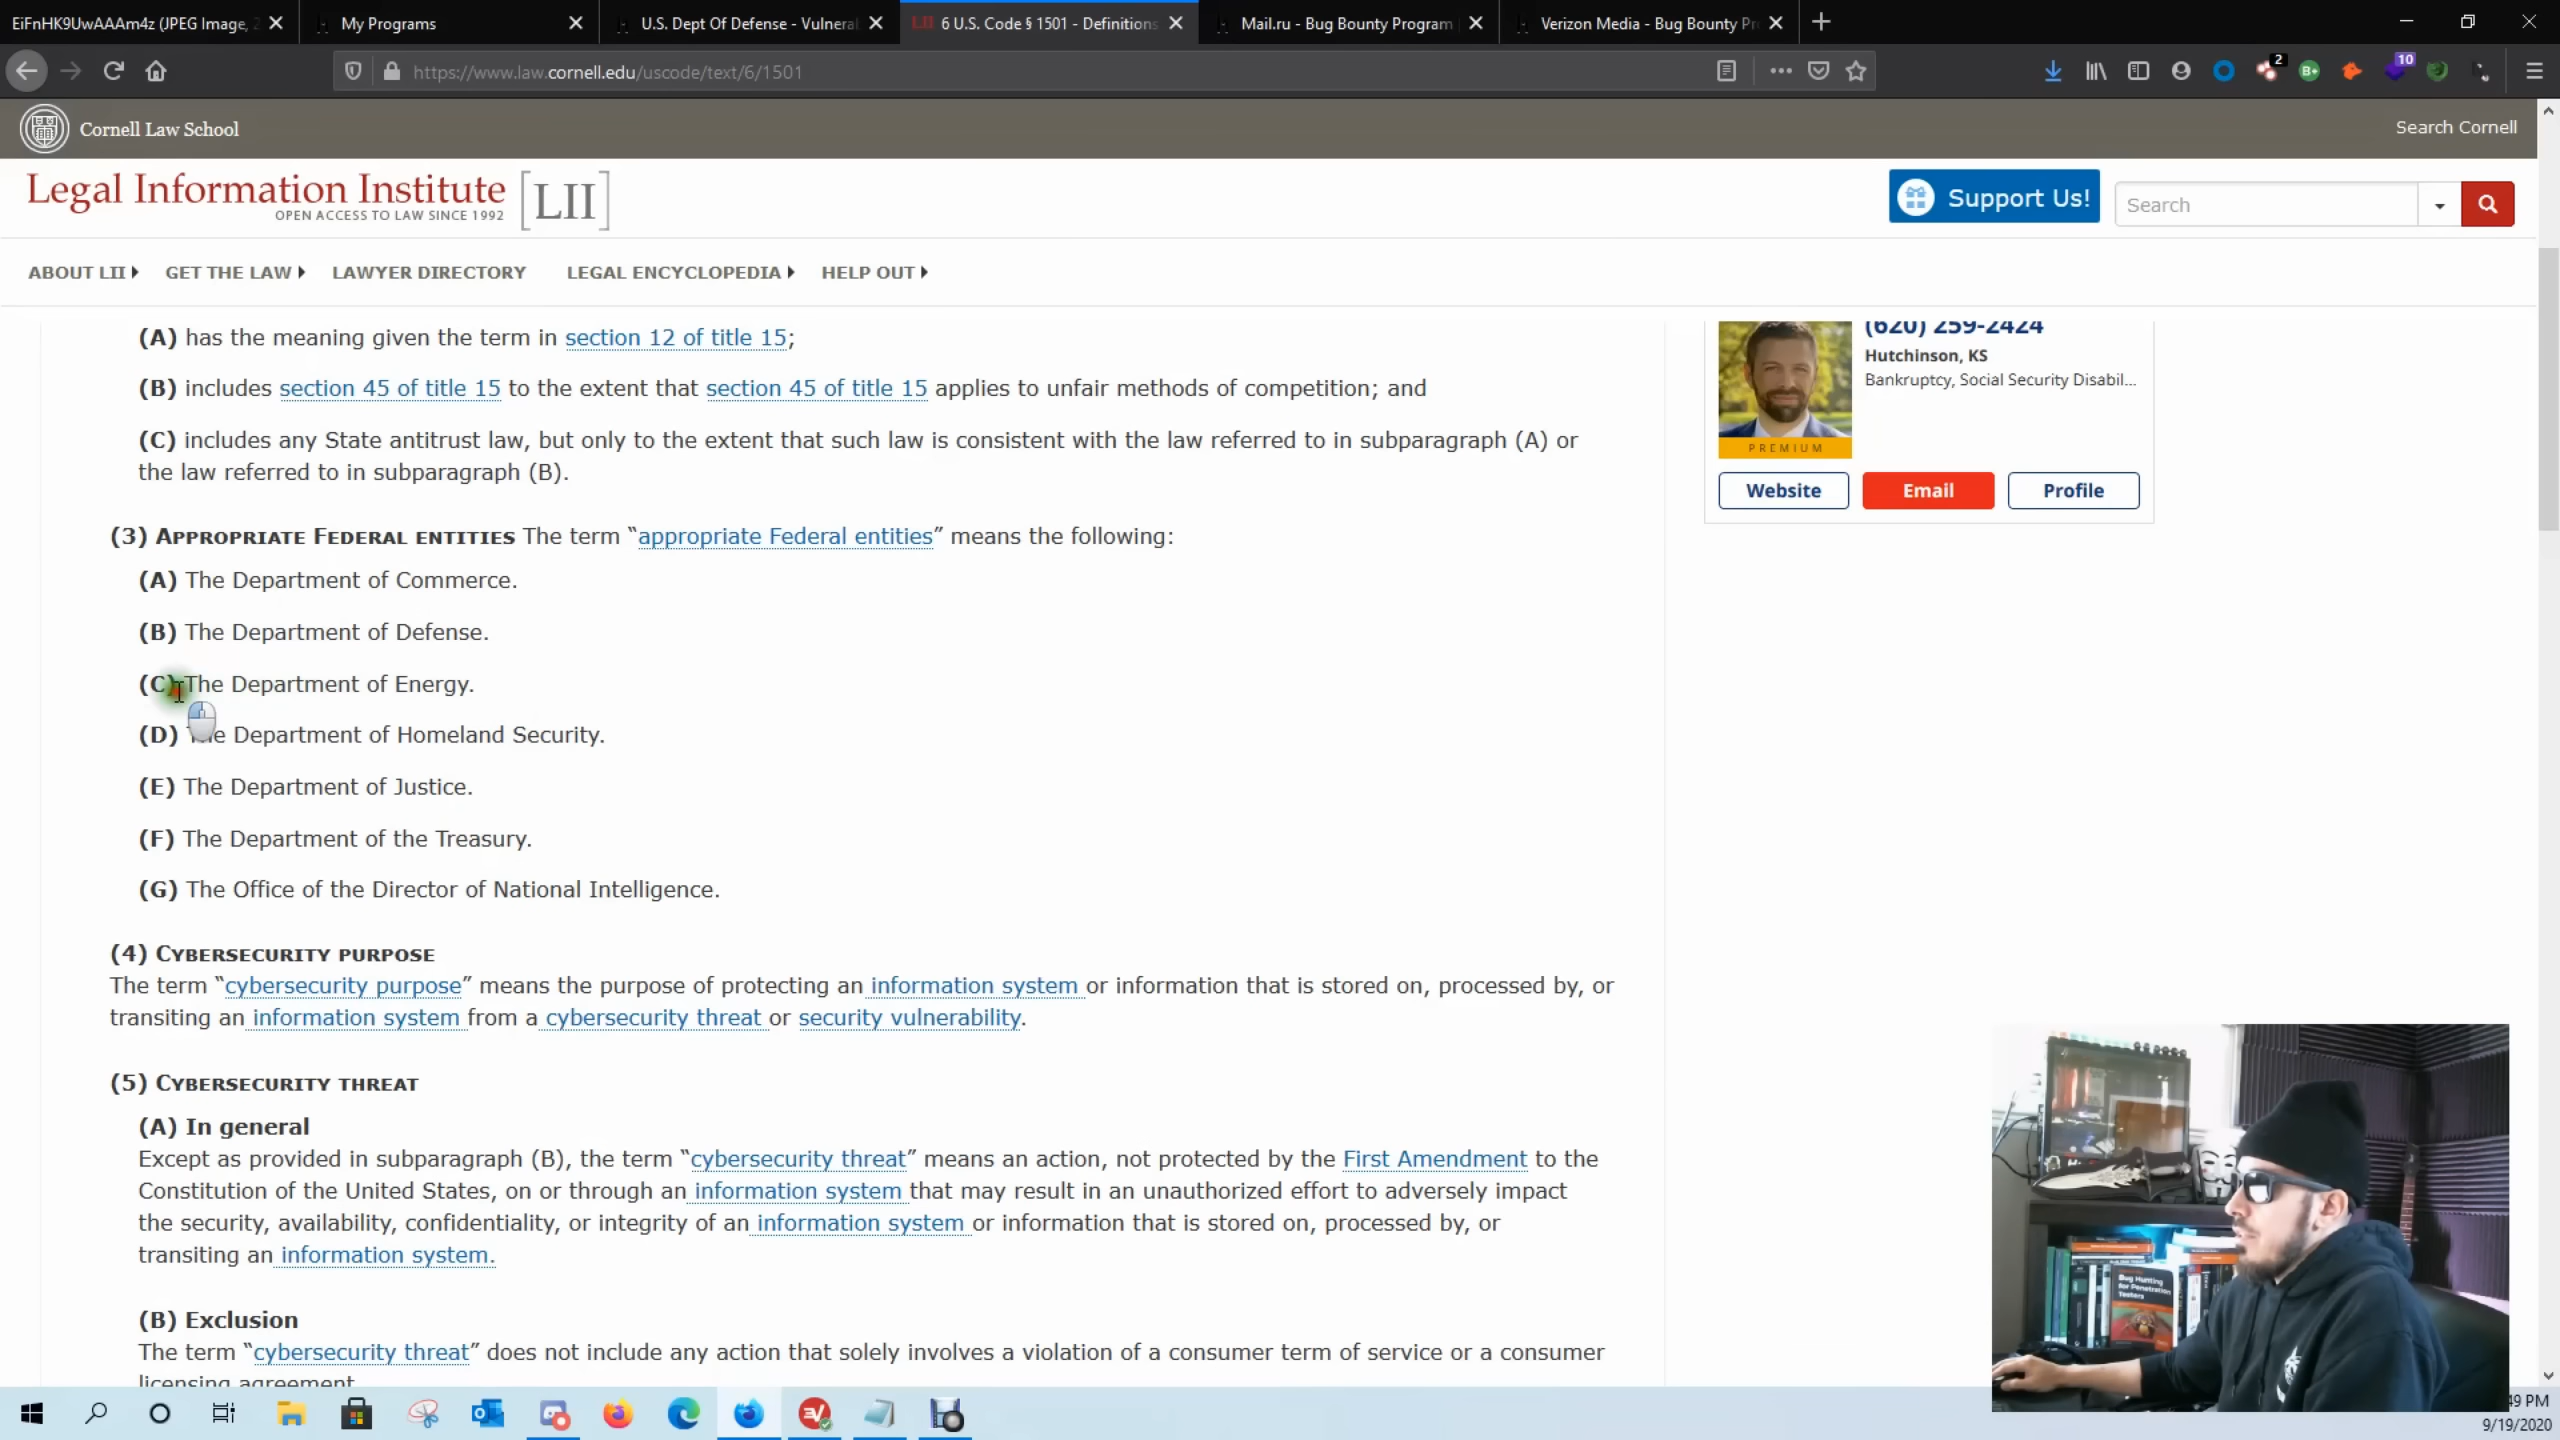 EiFnHK9UwAAAm4z (JPEG Image, 2
My Programs
U.S. Dept Of Defense - Vulnera
6 U.S. Code § 1501 - Definitions
Mail.ru - Bug Bounty Program
Verizon Media - Bug Bounty Pr
https://www.law.cornell.edu/uscode/text/6/1501
2
B+
10
Cornell Law School
Search Cornell
Legal Information Institute [LII]
OPEN ACCESS TO LAW SINCE 1992
Support Us!
Search
ABOUT LII GET THE LAW LAWYER DIRECTORY LEGAL ENCYCLOPEDIA HELP OUT
(A) has the meaning given the term in section 12 of title 15;
(B) includes section 45 of title 15 to the extent that section 45 of title 15 applies to unfair methods of competition; and
(C) includes any State antitrust law, but only to the extent that such law is consistent with the law referred to in subparagraph (A) or
the law referred to in subparagraph (B).
(3) APPROPRIATE FEDERAL ENTITIES The term “appropriate Federal entities” means the following:
(A) The Department of Commerce.
(B) The Department of Defense.
(C) The Department of Energy.
(D) The Department of Homeland Security.
(E) The Department of Justice.
(F) The Department of the Treasury.
(G) The Office of the Director of National Intelligence.
(4) CYBERSECURITY PURPOSE
The term “cybersecurity purpose” means the purpose of protecting an information system or information that is stored on, processed by, or
transiting an information system from a cybersecurity threat or security vulnerability.
(5) CYBERSECURITY THREAT
(A) In general
Except as provided in subparagraph (B), the term “cybersecurity threat” means an action, not protected by the First Amendment to the
Constitution of the United States, on or through an information system that may result in an unauthorized effort to adversely impact
the security, availability, confidentiality, or integrity of an information system or information that is stored on, processed by, or
transiting an information system.
(B) Exclusion
The term “cybersecurity threat” does not include any action that solely involves a violation of a consumer term of service or a consumer
licensing agreement
(620) 259-2424
Hutchinson, KS
Bankruptcy, Social Security Disabil...
PREMIUM
Website
Email
Profile
Bug Hunting
for Penetration
Testers
49 PM
9/19/2020